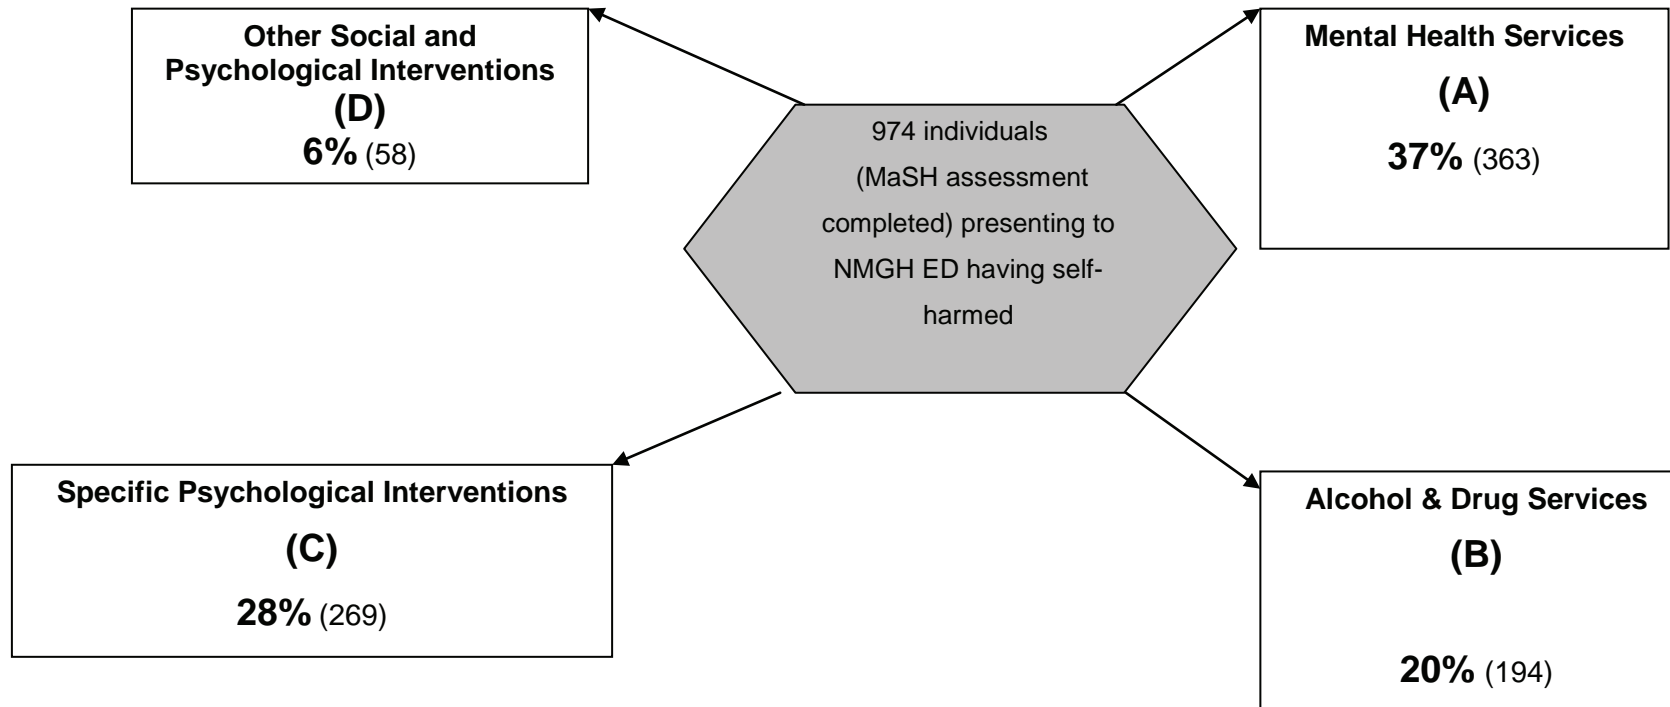 Other Social and
Psychological Interventions
(D)
6% (58)
Mental Health Services
(A)
37% (363)
974 individuals
(MaSH assessment
completed) presenting to
NMGH ED having self-
harmed
Specific Psychological Interventions
(C)
28% (269)
Alcohol & Drug Services
(B)
20% (194)